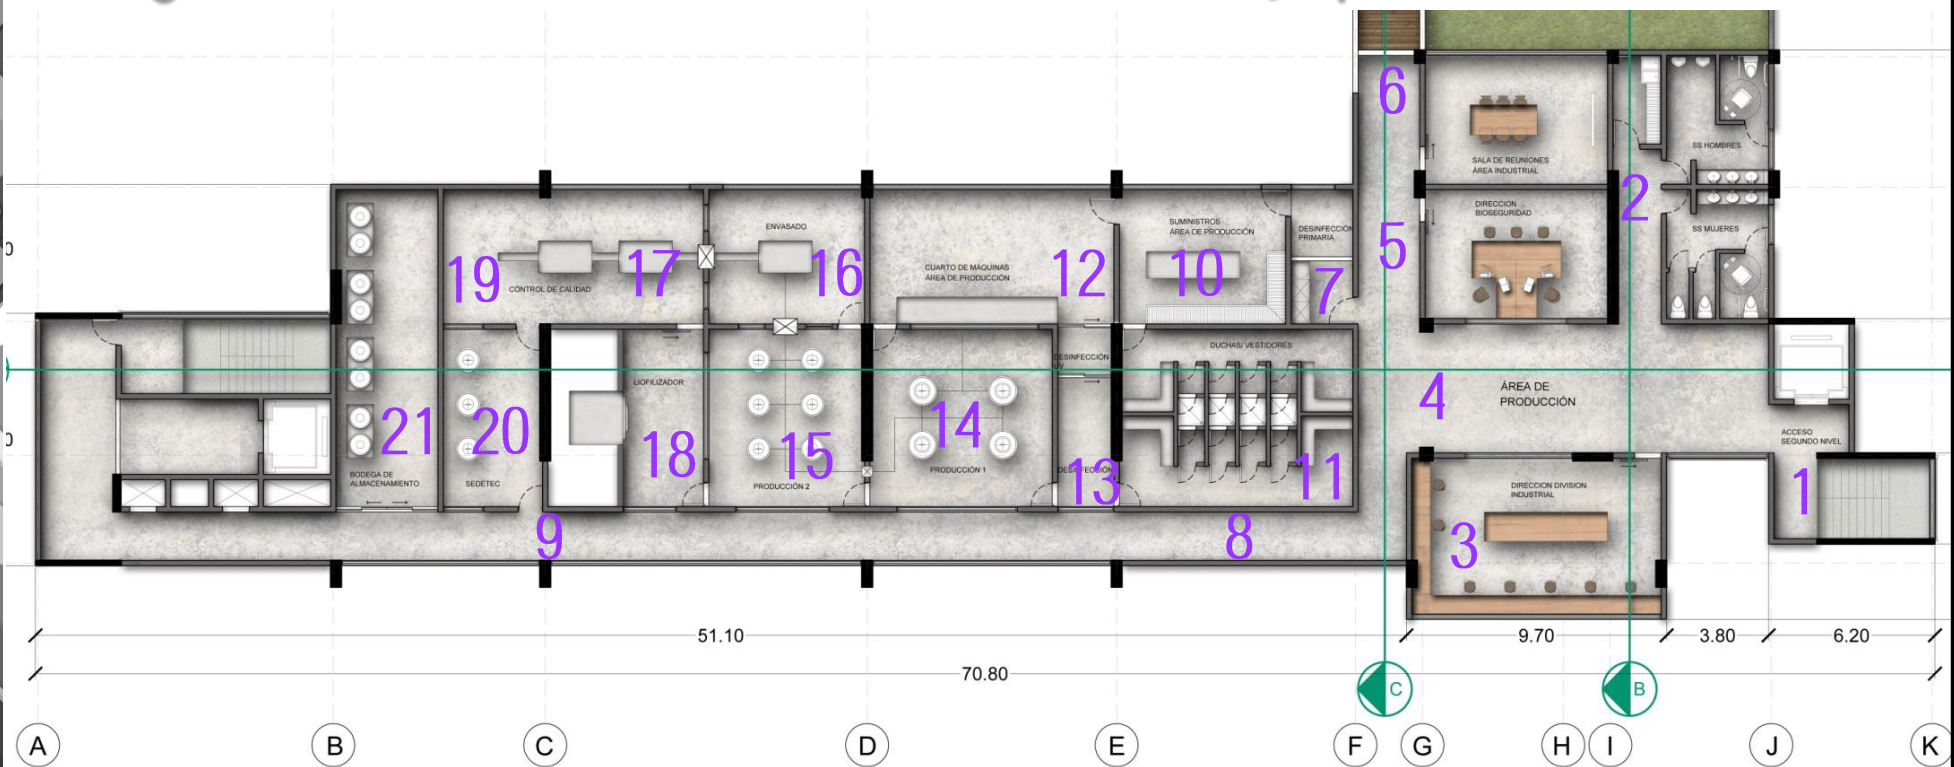 6
SALA DE REUNIONES
ÁREA INDUSTRIAL
SS HOMBRES
2
DIRECCION
BIOSEGURIDAD
5
SS MUJERES
ENVASADO
SUMINISTROS
ÁREA DE PRODUCCIÓN
DESINFECCIÓN
PRIMARIA
19
17
16
12
10
7
CONTROL DE CALIDAD
CUARTO DE MÁQUINAS
ÁREA DE PRODUCCIÓN
DUCHAS/ VESTIDORES
DESINFECCIÓN
UV
LIOFILIZADOR
4
ÁREA DE
PRODUCCIÓN
21
20
18
15
14
11
13
ACCESO
SEGUNDO NIVEL
BODEGA DE
ALMACENAMIENTO
SEDETEC
PRODUCCIÓN 2
PRODUCCIÓN 1
DESINFECCIÓN
DIRECCION DIVISION
INDUSTRIAL
1
9
8
3
51.10
9.70
3.80
6.20
70.80
C
B
A
B
C
D
E
F
G
H
I
J
K